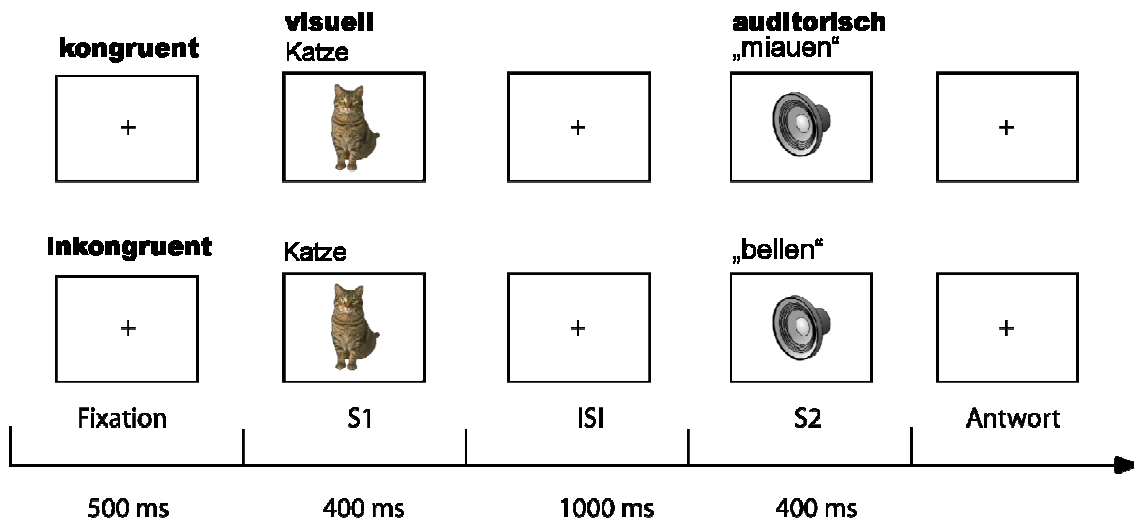 kongruent
visuell
Katze
auditorisch
„miauen“
+
+
+
inkongruent
Katze
„bellen“
+
+
+
Fixation
S1
ISI
S2
Antwort
500 ms
400 ms
1000 ms
400 ms